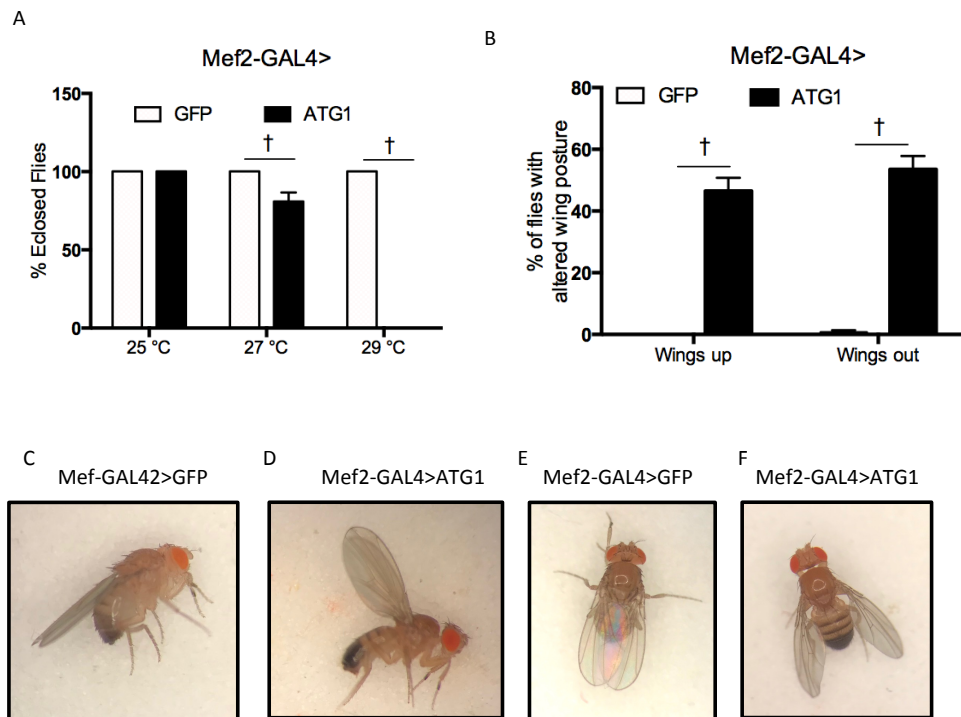 A
Mef2-GAL4>
150
GFP
ATG1
†
†
100
50
0
% Eclosed Flies
25 °C
27 °C
29 °C
B
Mef2-GAL4>
80
GFP
ATG1
†
†
60
40
20
0
% of flies with
altered wing posture
Wings up
Wings out
C
Mef-GAL42>GFP
D
Mef2-GAL4>ATG1
E
Mef2-GAL4>GFP
F
Mef2-GAL4>ATG1